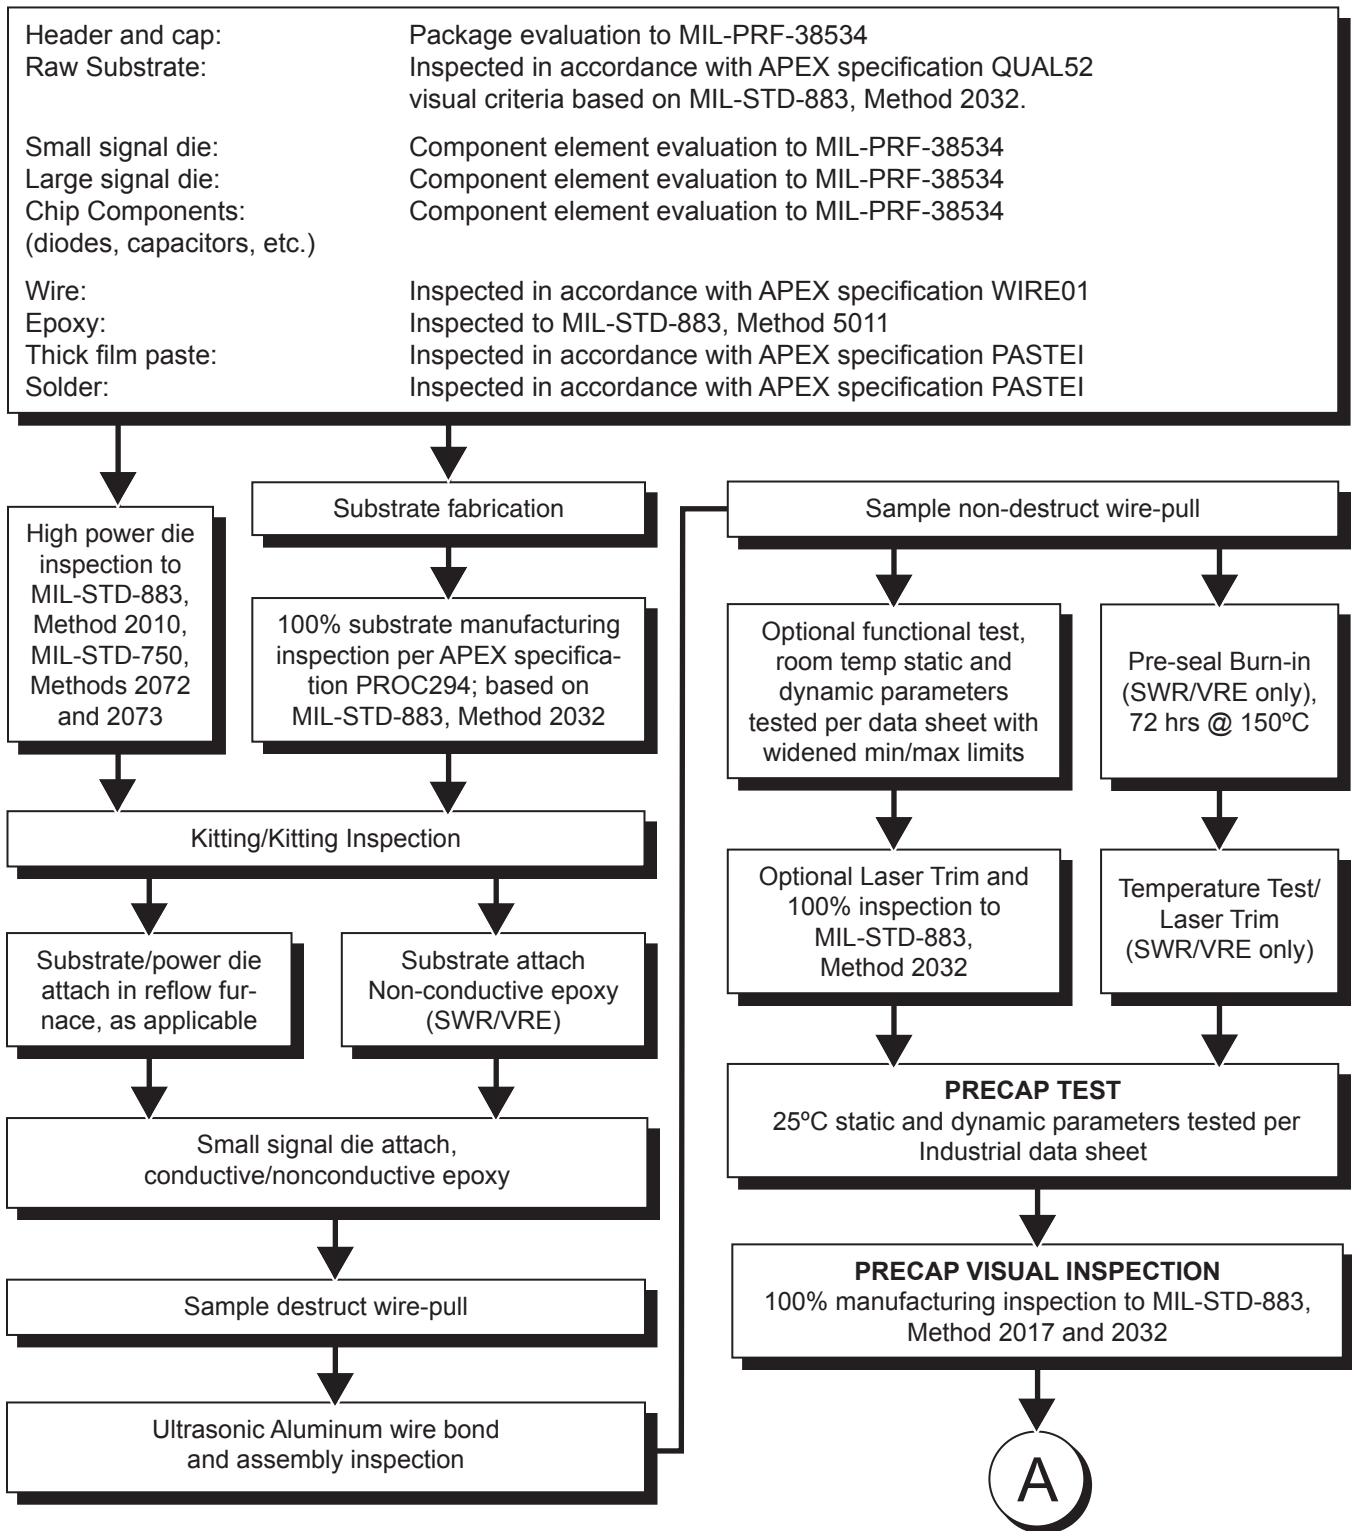 Header and cap: Package evaluation to MIL-PRF-38534
Raw Substrate: Inspected in accordance with APEX specification QUAL52
visual criteria based on MIL-STD-883, Method 2032.
Small signal die: Component element evaluation to MIL-PRF-38534
Large signal die: Component element evaluation to MIL-PRF-38534
Chip Components: Component element evaluation to MIL-PRF-38534
(diodes, capacitors, etc.)
Wire: Inspected in accordance with APEX specification WIRE01
Epoxy: Inspected to MIL-STD-883, Method 5011
Thick film paste: Inspected in accordance with APEX specification PASTEI
Solder: Inspected in accordance with APEX specification PASTEI
High power die
inspection to
MIL-STD-883,
Method 2010,
MIL-STD-750,
Methods 2072
and 2073
Substrate fabrication
100% substrate manufacturing
inspection per APEX specifica-
tion PROC294; based on
MIL-STD-883, Method 2032
Kitting/Kitting Inspection
Substrate/power die
attach in reflow fur-
nace, as applicable
Substrate attach
Non-conductive epoxy
(SWR/VRE)
Small signal die attach,
conductive/nonconductive epoxy
Sample destruct wire-pull
Ultrasonic Aluminum wire bond
and assembly inspection
Sample non-destruct wire-pull
Optional functional test,
room temp static and
dynamic parameters
tested per data sheet with
widened min/max limits
Pre-seal Burn-in
(SWR/VRE only),
72 hrs @ 150ºC
Optional Laser Trim and
100% inspection to
MIL-STD-883,
Method 2032
Temperature Test/
Laser Trim
(SWR/VRE only)
PRECAP TEST
25ºC static and dynamic parameters tested per
Industrial data sheet
PRECAP VISUAL INSPECTION
100% manufacturing inspection to MIL-STD-883,
Method 2017 and 2032
A